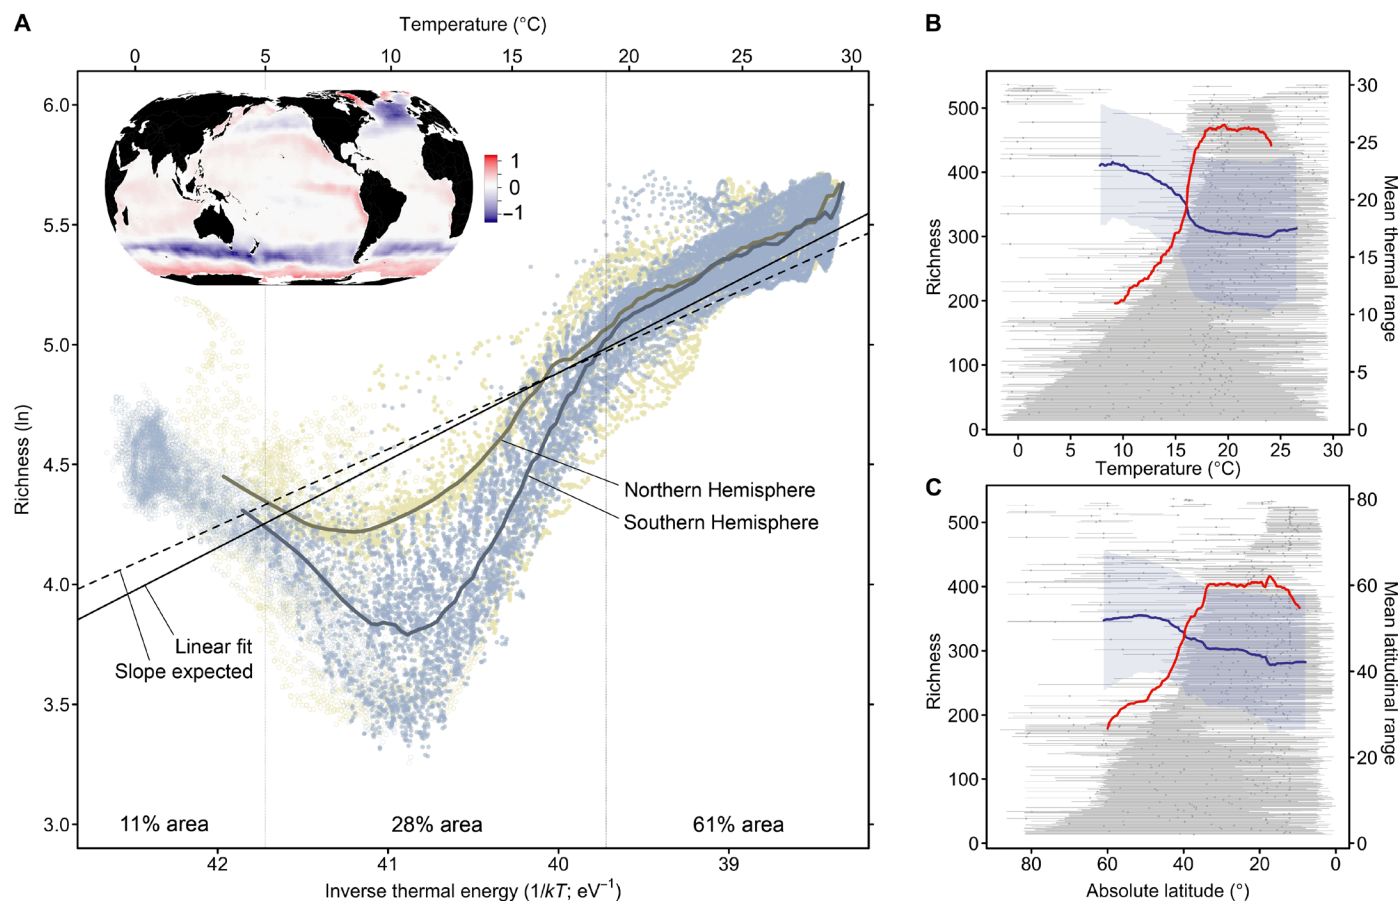 A
Temperature (°C)
0 5 10 15 20 25 30
6.0
5.5
5.0
4.5
4.0
3.5
3.0
Richness (ln)
1
0
−1
Northern Hemisphere
Southern Hemisphere
Linear fit
Slope expected
11% area 28% area 61% area
42 41 40 39
Inverse thermal energy (1/kT; eV⁻¹)
B
500
400
300
200
100
0
Richness
30
25
20
15
10
5
0
Mean thermal range
0 5 10 15 20 25 30
Temperature (°C)
C
500
400
300
200
100
0
Richness
80
60
40
20
0
Mean latitudinal range
80 60 40 20 0
Absolute latitude (°)